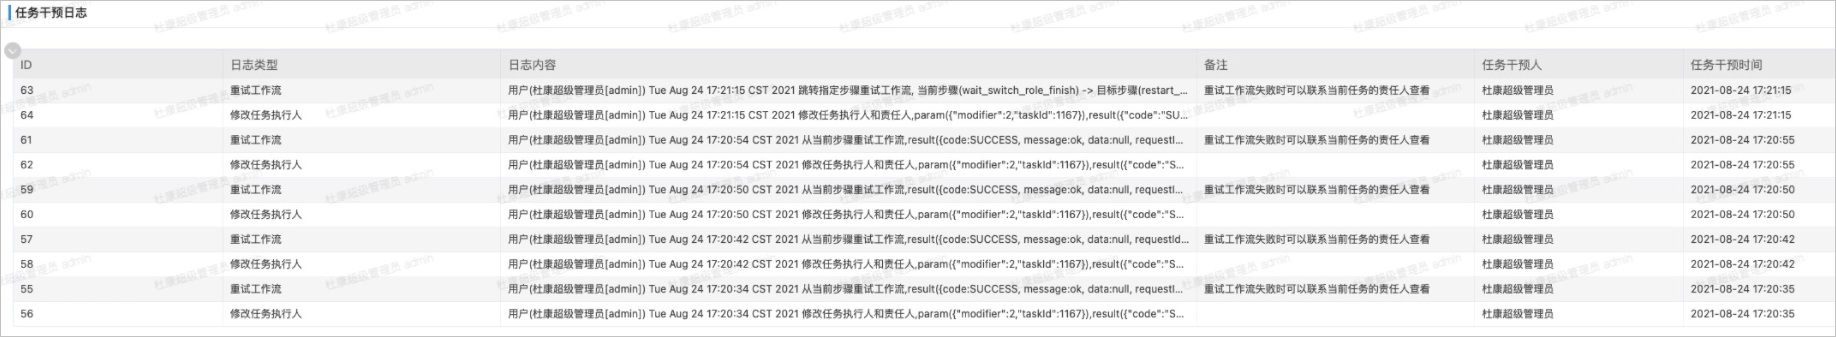 任务干预日志
ID 日志类型 日志内容 备注 任务干预人 任务干预时间
63 重试工作流 用户(杜康超级管理员[admin]) Tue Aug 24 17:21:15 CST 2021 跳转指定步骤重试工作流, 当前步骤(wait_switch_role_finish) -> 目标步骤(restart_... 重试工作流失败时可以联系当前任务的责任人查看 杜康超级管理员 2021-08-24 17:21:15
64 修改任务执行人 用户(杜康超级管理员[admin]) Tue Aug 24 17:21:15 CST 2021 修改任务执行人和责任人,param({"modifier":2,"taskId":1167}),result({"code":"SU... 杜康超级管理员 2021-08-24 17:21:15
61 重试工作流 用户(杜康超级管理员[admin]) Tue Aug 24 17:20:54 CST 2021 从当前步骤重试工作流,result({code:SUCCESS, message:ok, data:null, requestI... 重试工作流失败时可以联系当前任务的责任人查看 杜康超级管理员 2021-08-24 17:20:55
62 修改任务执行人 用户(杜康超级管理员[admin]) Tue Aug 24 17:20:54 CST 2021 修改任务执行人和责任人,param({"modifier":2,"taskId":1167}),result({"code":"S... 杜康超级管理员 2021-08-24 17:20:55
59 重试工作流 用户(杜康超级管理员[admin]) Tue Aug 24 17:20:50 CST 2021 从当前步骤重试工作流,result({code:SUCCESS, message:ok, data:null, requestI... 重试工作流失败时可以联系当前任务的责任人查看 杜康超级管理员 2021-08-24 17:20:50
60 修改任务执行人 用户(杜康超级管理员[admin]) Tue Aug 24 17:20:50 CST 2021 修改任务执行人和责任人,param({"modifier":2,"taskId":1167}),result({"code":"S... 杜康超级管理员 2021-08-24 17:20:50
57 重试工作流 用户(杜康超级管理员[admin]) Tue Aug 24 17:20:42 CST 2021 从当前步骤重试工作流,result({code:SUCCESS, message:ok, data:null, requestId... 重试工作流失败时可以联系当前任务的责任人查看 杜康超级管理员 2021-08-24 17:20:42
58 修改任务执行人 用户(杜康超级管理员[admin]) Tue Aug 24 17:20:42 CST 2021 修改任务执行人和责任人,param({"modifier":2,"taskId":1167}),result({"code":"S... 杜康超级管理员 2021-08-24 17:20:42
55 重试工作流 用户(杜康超级管理员[admin]) Tue Aug 24 17:20:34 CST 2021 从当前步骤重试工作流,result({code:SUCCESS, message:ok, data:null, requestI... 重试工作流失败时可以联系当前任务的责任人查看 杜康超级管理员 2021-08-24 17:20:35
56 修改任务执行人 用户(杜康超级管理员[admin]) Tue Aug 24 17:20:34 CST 2021 修改任务执行人和责任人,param({"modifier":2,"taskId":1167}),result({"code":"S... 杜康超级管理员 2021-08-24 17:20:35